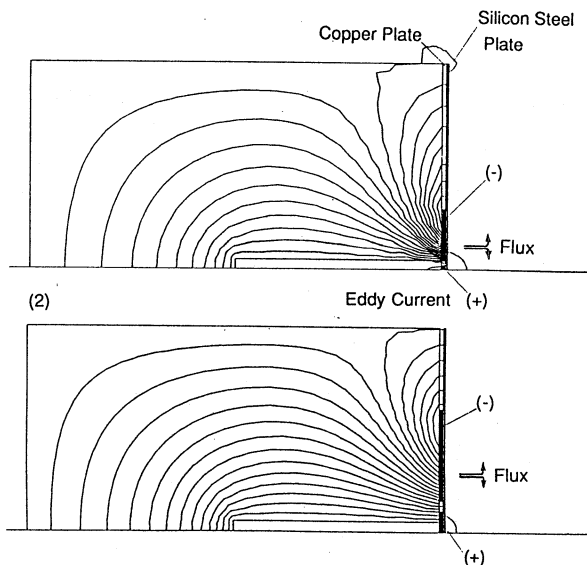 Silicon Steel
Plate
Copper Plate
(-)
Flux
(2)
Eddy Current
(+)
(-)
Flux
(+)